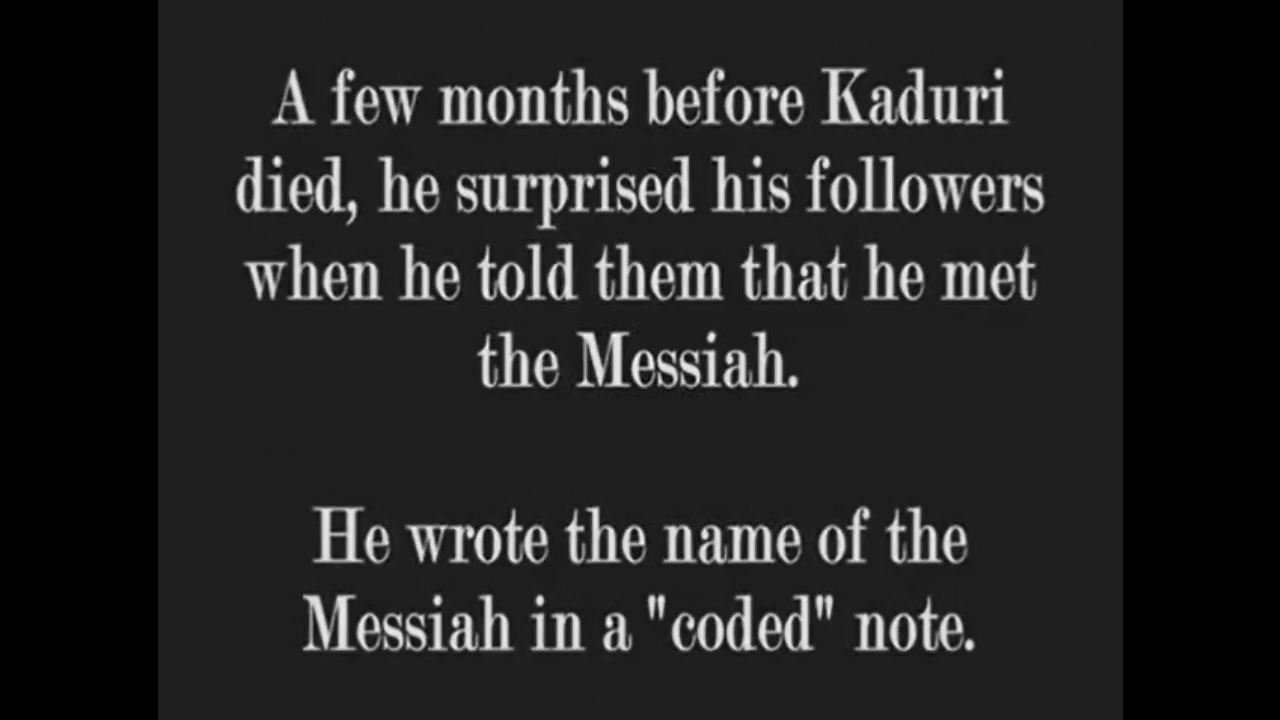 A few months before Kaduri
died, he surprised his followers
when he told them that he met
the Messiah.
He wrote the name of the
Messiah in a "coded" note.